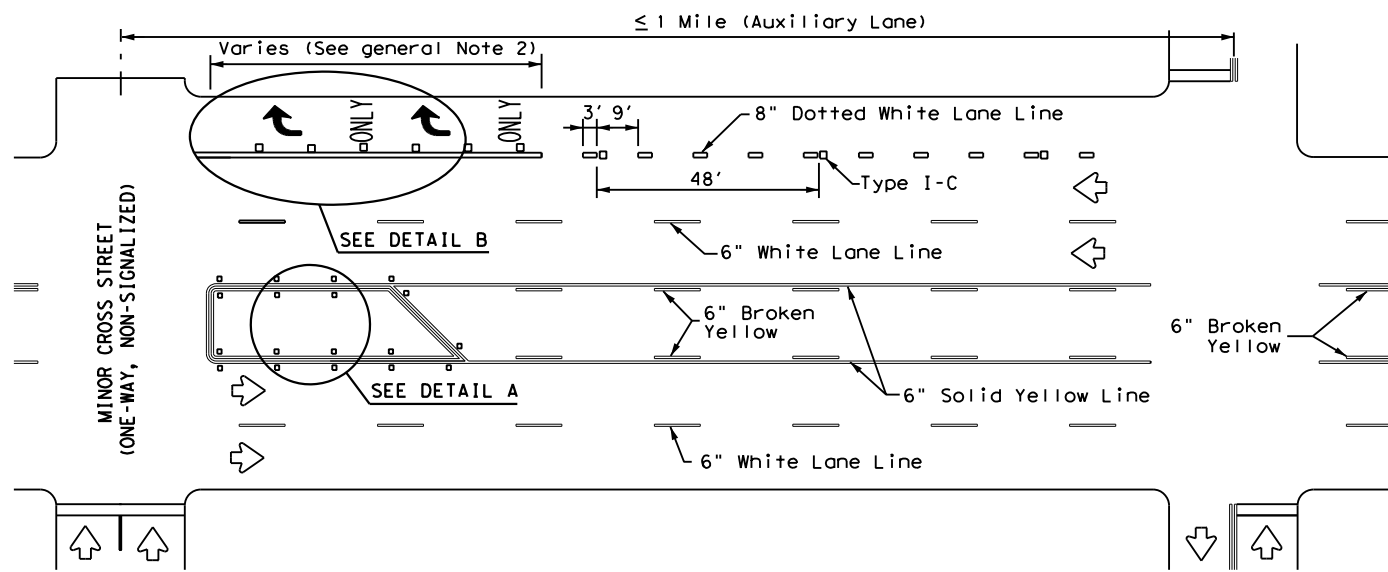 ≤ 1 Mile (Auxiliary Lane)
Varies (See general Note 2)
ONLY
ONLY
3' 9'
8" Dotted White Lane Line
48'
Type I-C
SEE DETAIL B
6" White Lane Line
MINOR CROSS STREET
(ONE-WAY, NON-SIGNALIZED)
6" Broken
Yellow
6" Broken
Yellow
SEE DETAIL A
6" Solid Yellow Line
6" White Lane Line